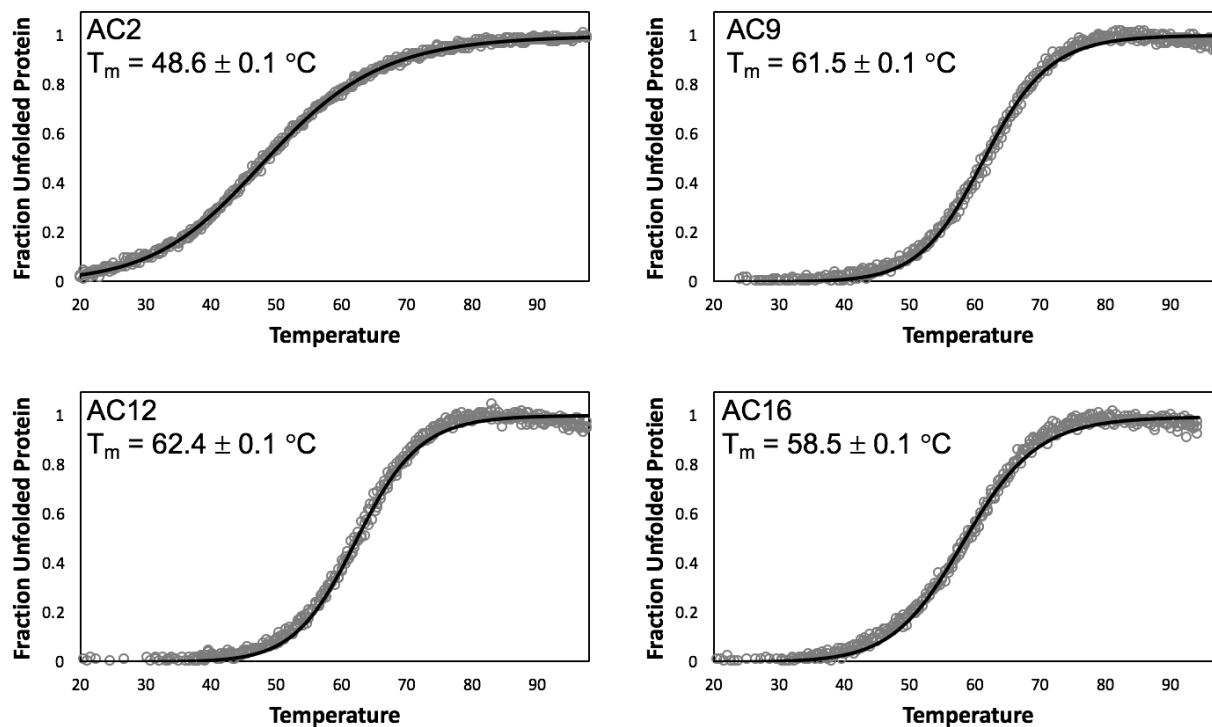 AC2
T_m = 48.6 ± 0.1 °C
Fraction Unfolded Protein
1
0.8
0.6
0.4
0.2
0
20 30 40 50 60 70 80 90
Temperature
AC9
T_m = 61.5 ± 0.1 °C
Fraction Unfolded Protein
1
0.8
0.6
0.4
0.2
0
20 30 40 50 60 70 80 90
Temperature
AC12
T_m = 62.4 ± 0.1 °C
Fraction Unfolded Protein
1
0.8
0.6
0.4
0.2
0
20 30 40 50 60 70 80 90
Temperature
AC16
T_m = 58.5 ± 0.1 °C
Fraction Unfolded Protien
1
0.8
0.6
0.4
0.2
0
20 30 40 50 60 70 80 90
Temperature